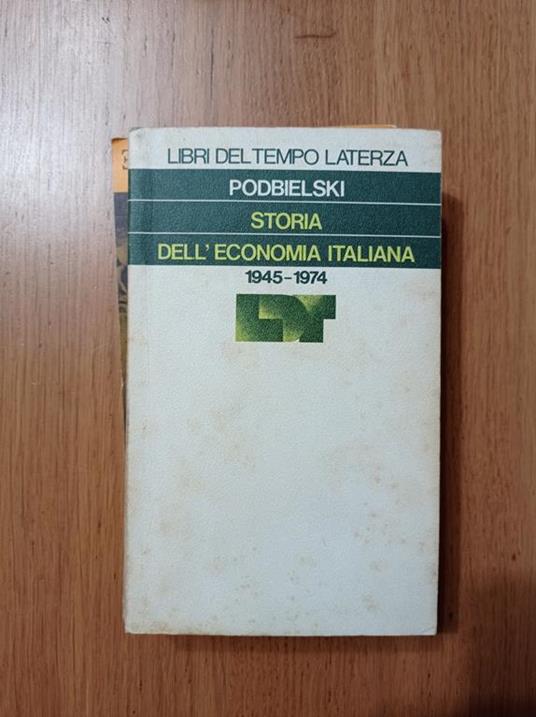 LIBRI DEL TEMPO LATERZA
PODBIELSKI
STORIA
DELL'ECONOMIA ITALIANA
1945-1974
LDT